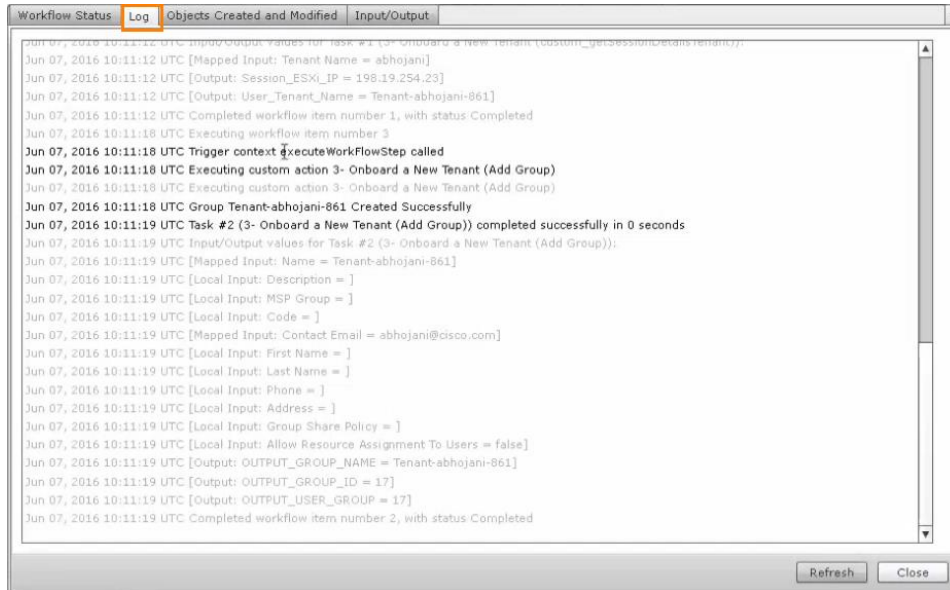 Workflow Status
Log
Objects Created and Modified
Input/Output
Jun 07, 2016 10:11:12 UTC Input/Output values for Task #1 (3- Onboard a New Tenant (custom_getSessionDetailsTenant)):
Jun 07, 2016 10:11:12 UTC [Mapped Input: Tenant Name = abhojani]
Jun 07, 2016 10:11:12 UTC [Output: Session_ESXi_IP = 198.19.254.23]
Jun 07, 2016 10:11:12 UTC [Output: User_Tenant_Name = Tenant-abhojani-861]
Jun 07, 2016 10:11:12 UTC Completed workflow item number 1, with status Completed
Jun 07, 2016 10:11:18 UTC Executing workflow item number 3
Jun 07, 2016 10:11:18 UTC Trigger context executeWorkFlowStep called
Jun 07, 2016 10:11:18 UTC Executing custom action 3- Onboard a New Tenant (Add Group)
Jun 07, 2016 10:11:18 UTC Executing custom action 3- Onboard a New Tenant (Add Group)
Jun 07, 2016 10:11:18 UTC Group Tenant-abhojani-861 Created Successfully
Jun 07, 2016 10:11:19 UTC Task #2 (3- Onboard a New Tenant (Add Group)) completed successfully in 0 seconds
Jun 07, 2016 10:11:19 UTC Input/Output values for Task #2 (3- Onboard a New Tenant (Add Group)):
Jun 07, 2016 10:11:19 UTC [Mapped Input: Name = Tenant-abhojani-861]
Jun 07, 2016 10:11:19 UTC [Local Input: Description = ]
Jun 07, 2016 10:11:19 UTC [Local Input: MSP Group = ]
Jun 07, 2016 10:11:19 UTC [Local Input: Code = ]
Jun 07, 2016 10:11:19 UTC [Mapped Input: Contact Email = abhojani@cisco.com]
Jun 07, 2016 10:11:19 UTC [Local Input: First Name = ]
Jun 07, 2016 10:11:19 UTC [Local Input: Last Name = ]
Jun 07, 2016 10:11:19 UTC [Local Input: Phone = ]
Jun 07, 2016 10:11:19 UTC [Local Input: Address = ]
Jun 07, 2016 10:11:19 UTC [Local Input: Group Share Policy = ]
Jun 07, 2016 10:11:19 UTC [Local Input: Allow Resource Assignment To Users = false]
Jun 07, 2016 10:11:19 UTC [Output: OUTPUT_GROUP_NAME = Tenant-abhojani-861]
Jun 07, 2016 10:11:19 UTC [Output: OUTPUT_GROUP_ID = 17]
Jun 07, 2016 10:11:19 UTC [Output: OUTPUT_USER_GROUP = 17]
Jun 07, 2016 10:11:19 UTC Completed workflow item number 2, with status Completed
Refresh
Close